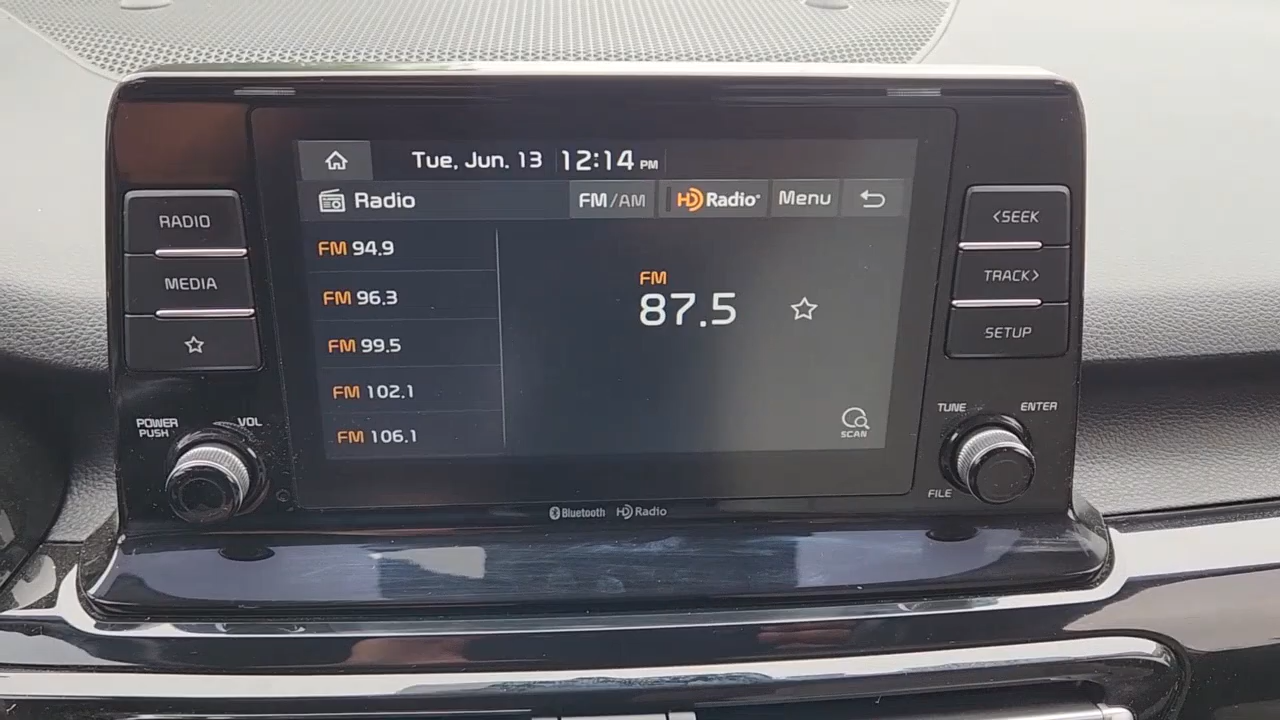 Tue, Jun. 13 12:14 PM
Radio FM/AM HD Radio Menu
FM 94.9
FM 96.3
FM 99.5
FM 102.1
FM 106.1
FM
87.5
SCAN
RADIO
MEDIA
POWER
PUSH
VOL
<SEEK
TRACK>
SETUP
TUNE
ENTER
FILE
Bluetooth HD Radio